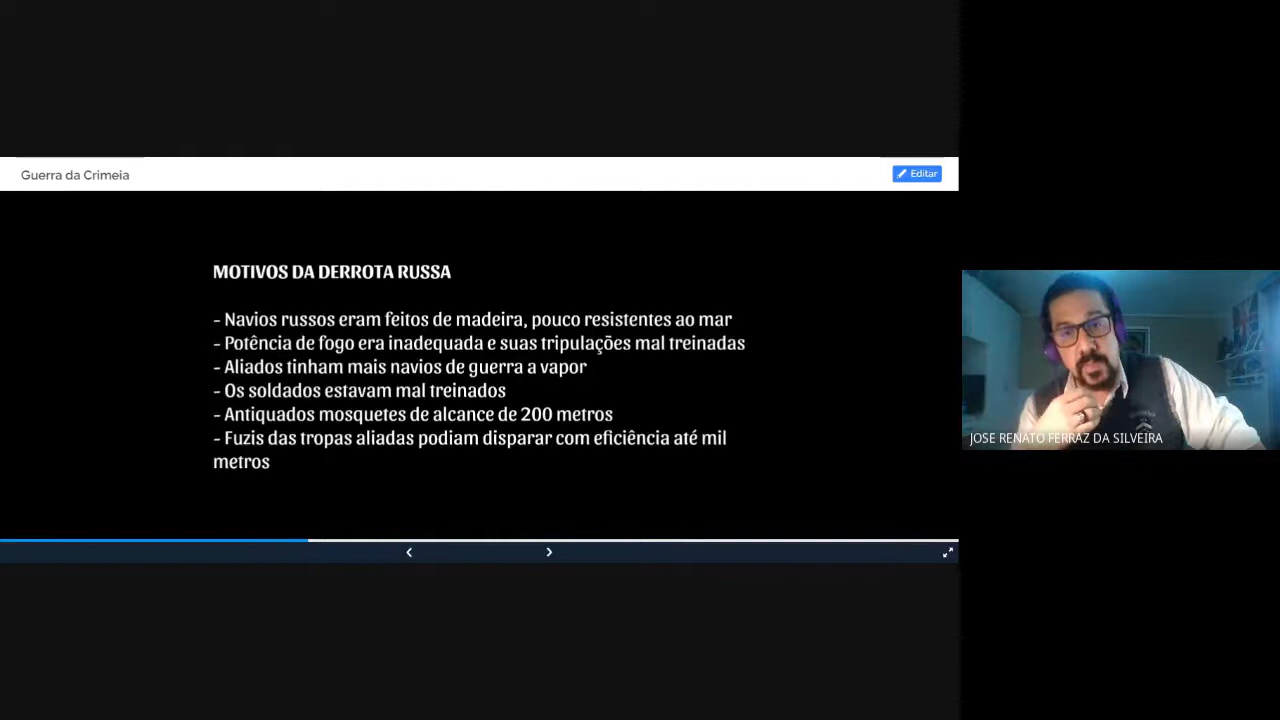 Guerra da Crimeia
Editar
MOTIVOS DA DERROTA RUSSA
- Navios russos eram feitos de madeira, pouco resistentes ao mar
- Potência de fogo era inadequada e suas tripulações mal treinadas
- Aliados tinham mais navios de guerra a vapor
- Os soldados estavam mal treinados
- Antiquados mosquetes de alcance de 200 metros
- Fuzis das tropas aliadas podiam disparar com eficiência até mil
metros
JOSE RENATO FERRAZ DA SILVEIRA